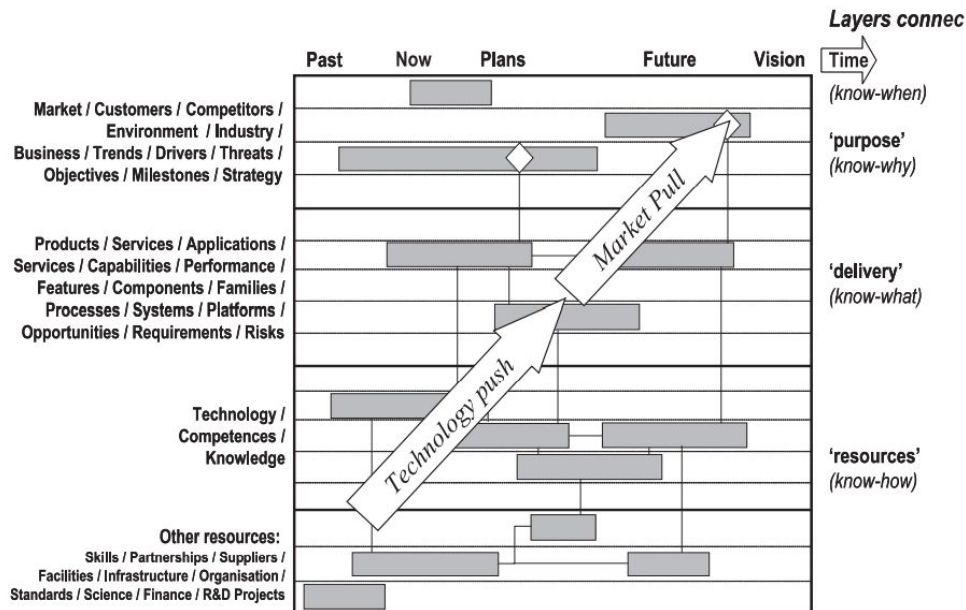 Layers connec
Past Now Plans Future Vision Time
(know-when)
Market / Customers / Competitors /
Environment / Industry /
Business / Trends / Drivers / Threats /
Objectives / Milestones / Strategy
'purpose'
(know-why)
Market Pull
Products / Services / Applications /
Services / Capabilities / Performance /
Features / Components / Families /
Processes / Systems / Platforms /
Opportunities / Requirements / Risks
'delivery'
(know-what)
Technology push
Technology /
Competences /
Knowledge
'resources'
(know-how)
Other resources:
Skills / Partnerships / Suppliers /
Facilities / Infrastructure / Organisation /
Standards / Science / Finance / R&D Projects